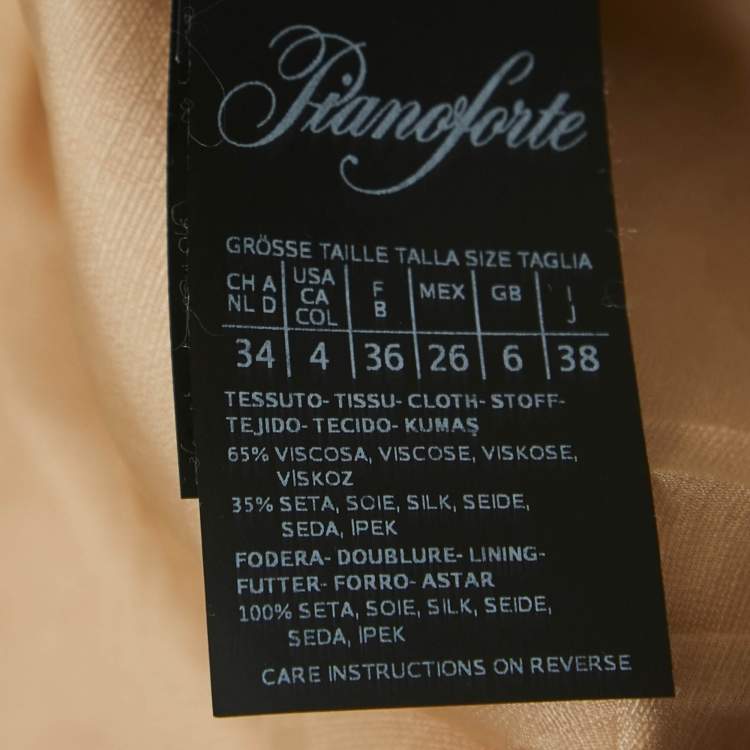 Pianoforte
GRÖSSE TAILLE TALLA SIZE TAGLIA
CH A NL D | USA CA COL | F B | MEX | GB | I J
34 | 4 | 36 | 26 | 6 | 38
TESSUTO- TISSU- CLOTH- STOFF-
TEJIDO- TECIDO- KUMAŞ
65% VISCOSA, VISCOSE, VISKOSE,
VİSKOZ
35% SETA, SOIE, SILK, SEIDE,
SEDA, İPEK
FODERA- DOUBLURE- LINING-
FUTTER- FORRO- ASTAR
100% SETA, SOIE, SILK, SEIDE,
SEDA, İPEK
CARE INSTRUCTIONS ON REVERSE